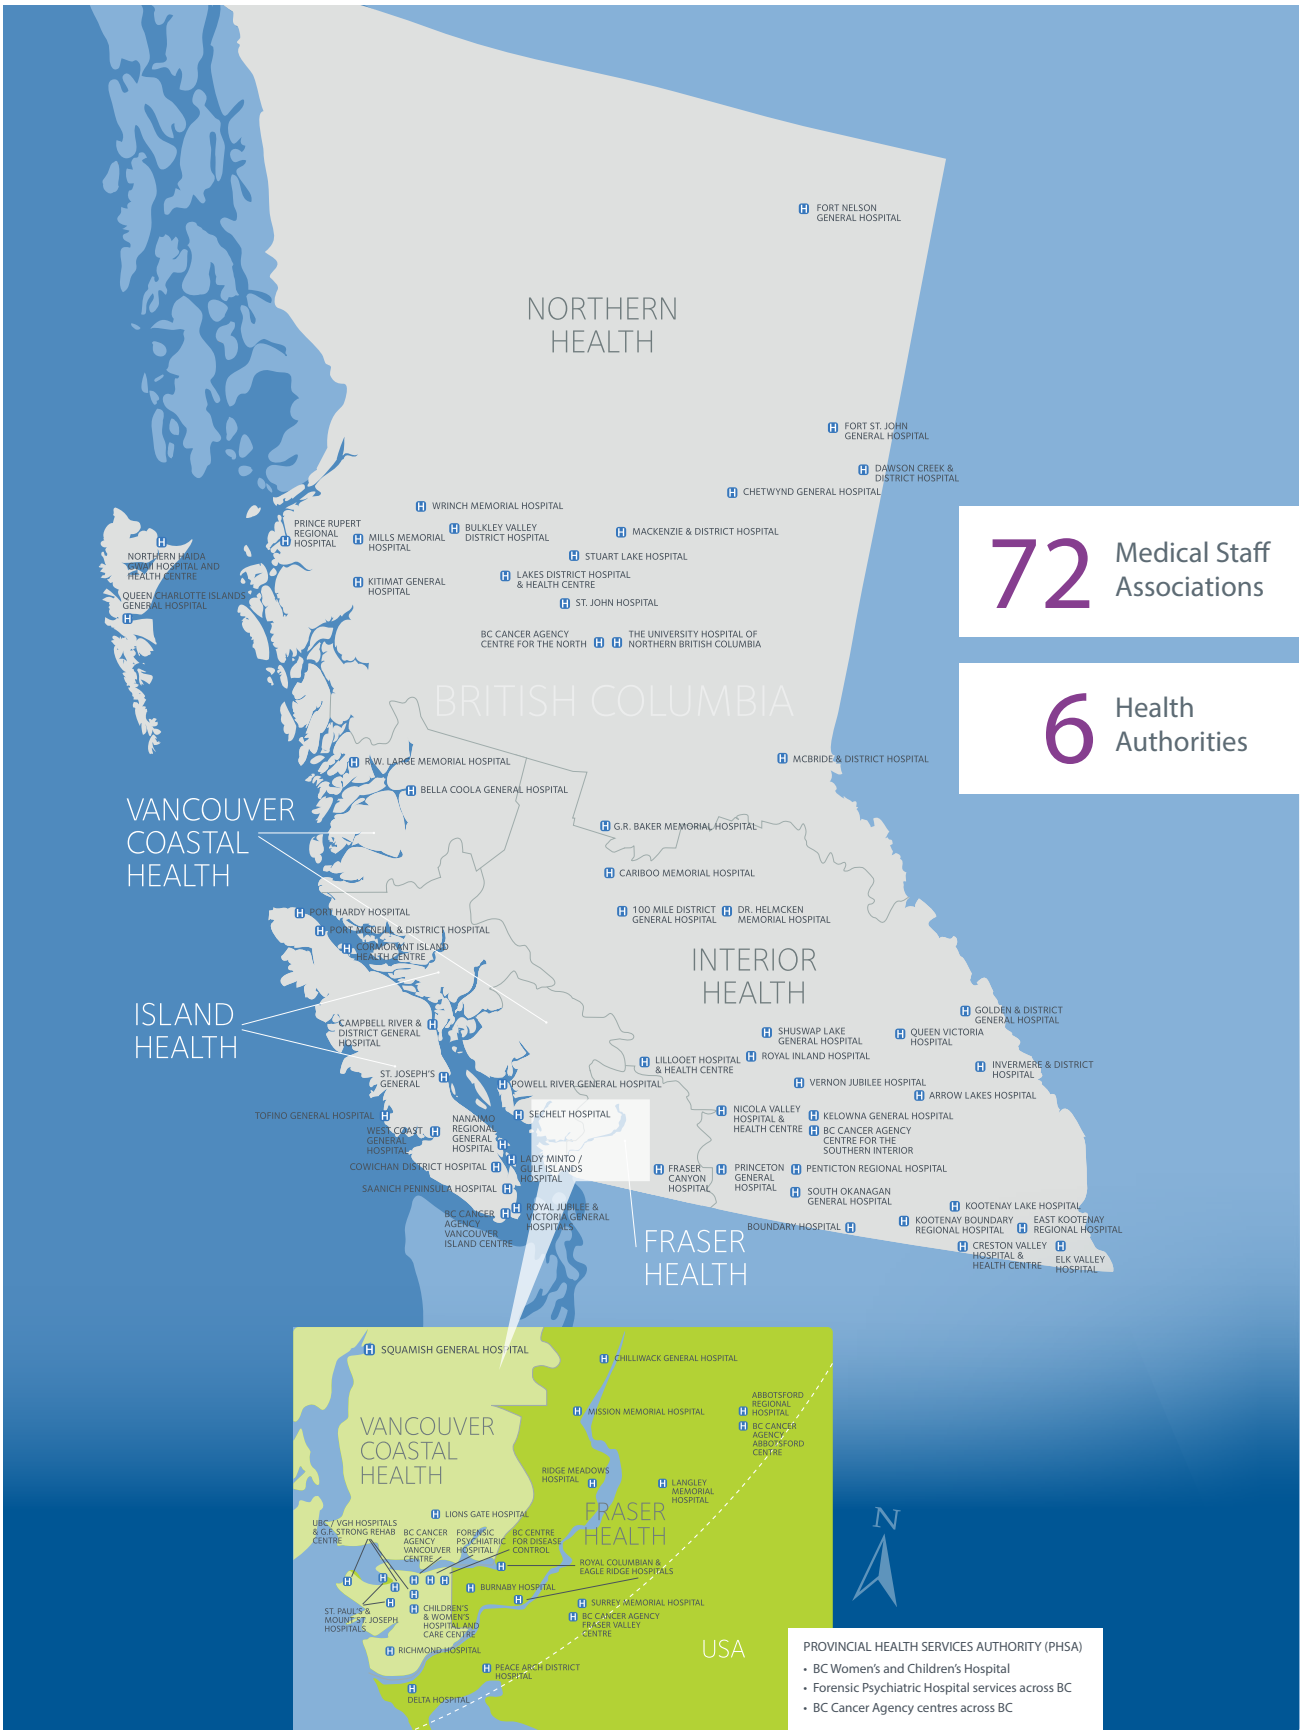 FORT NELSON
GENERAL HOSPITAL
NORTHERN
HEALTH
FORT ST. JOHN
GENERAL HOSPITAL
DAWSON CREEK &
DISTRICT HOSPITAL
CHETWYND GENERAL HOSPITAL
WRINCH MEMORIAL HOSPITAL
PRINCE RUPERT
REGIONAL
HOSPITAL
MILLS MEMORIAL
HOSPITAL
BULKLEY VALLEY
DISTRICT HOSPITAL
MACKENZIE & DISTRICT HOSPITAL
STUART LAKE HOSPITAL
NORTHERN HAIDA
GWAII HOSPITAL AND
HEALTH CENTRE
KITIMAT GENERAL
HOSPITAL
LAKES DISTRICT HOSPITAL
& HEALTH CENTRE
QUEEN CHARLOTTE ISLANDS
GENERAL HOSPITAL
ST. JOHN HOSPITAL
BC CANCER AGENCY
CENTRE FOR THE NORTH
THE UNIVERSITY HOSPITAL OF
NORTHERN BRITISH COLUMBIA
72
Medical Staff
Associations
6
Health
Authorities
BRITISH COLUMBIA
R.W. LARGE MEMORIAL HOSPITAL
MCBRIDE & DISTRICT HOSPITAL
BELLA COOLA GENERAL HOSPITAL
VANCOUVER
COASTAL
HEALTH
G.R. BAKER MEMORIAL HOSPITAL
CARIBOO MEMORIAL HOSPITAL
100 MILE DISTRICT
GENERAL HOSPITAL
DR. HELMCKEN
MEMORIAL HOSPITAL
PORT HARDY HOSPITAL
PORT MCNEILL & DISTRICT HOSPITAL
CORMORANT ISLAND
HEALTH CENTRE
INTERIOR
HEALTH
ISLAND
HEALTH
CAMPBELL RIVER &
DISTRICT GENERAL
HOSPITAL
GOLDEN & DISTRICT
GENERAL HOSPITAL
SHUSWAP LAKE
GENERAL HOSPITAL
QUEEN VICTORIA
HOSPITAL
LILLOOET HOSPITAL
& HEALTH CENTRE
ROYAL INLAND HOSPITAL
INVERMERE & DISTRICT
HOSPITAL
ST. JOSEPH'S
GENERAL
POWELL RIVER GENERAL HOSPITAL
VERNON JUBILEE HOSPITAL
ARROW LAKES HOSPITAL
TOFINO GENERAL HOSPITAL
WEST COAST
GENERAL
HOSPITAL
NANAIMO
REGIONAL
GENERAL
HOSPITAL
SECHELT HOSPITAL
NICOLA VALLEY
HOSPITAL &
HEALTH CENTRE
KELOWNA GENERAL HOSPITAL
BC CANCER AGENCY
CENTRE FOR THE
SOUTHERN INTERIOR
COWICHAN DISTRICT HOSPITAL
LADY MINTO /
GULF ISLANDS
HOSPITAL
FRASER
CANYON
HOSPITAL
PRINCETON
GENERAL
HOSPITAL
PENTICTON REGIONAL HOSPITAL
SAANICH PENINSULA HOSPITAL
SOUTH OKANAGAN
GENERAL HOSPITAL
BC CANCER
AGENCY
VANCOUVER
ISLAND CENTRE
ROYAL JUBILEE &
VICTORIA GENERAL
HOSPITALS
KOOTENAY LAKE HOSPITAL
BOUNDARY HOSPITAL
KOOTENAY BOUNDARY
REGIONAL HOSPITAL
EAST KOOTENAY
REGIONAL HOSPITAL
CRESTON VALLEY
HOSPITAL &
HEALTH CENTRE
ELK VALLEY
HOSPITAL
FRASER
HEALTH
SQUAMISH GENERAL HOSPITAL
CHILLIWACK GENERAL HOSPITAL
MISSION MEMORIAL HOSPITAL
ABBOTSFORD
REGIONAL
HOSPITAL
BC CANCER
AGENCY
ABBOTSFORD
CENTRE
VANCOUVER
COASTAL
HEALTH
RIDGE MEADOWS
HOSPITAL
LANGLEY
MEMORIAL
HOSPITAL
FRASER
HEALTH
LIONS GATE HOSPITAL
UBC / VGH HOSPITALS
& G.F. STRONG REHAB
CENTRE
BC CANCER
AGENCY
VANCOUVER
CENTRE
FORENSIC
PSYCHIATRIC
HOSPITAL
BC CENTRE
FOR DISEASE
CONTROL
ROYAL COLUMBIAN &
EAGLE RIDGE HOSPITALS
BURNABY HOSPITAL
SURREY MEMORIAL HOSPITAL
ST. PAUL'S &
MOUNT ST. JOSEPH
HOSPITALS
CHILDREN'S
& WOMEN'S
HOSPITAL AND
CARE CENTRE
BC CANCER AGENCY
FRASER VALLEY
CENTRE
RICHMOND HOSPITAL
PEACE ARCH DISTRICT
HOSPITAL
DELTA HOSPITAL
USA
N
PROVINCIAL HEALTH SERVICES AUTHORITY (PHSA)
• BC Women's and Children's Hospital
• Forensic Psychiatric Hospital services across BC
• BC Cancer Agency centres across BC